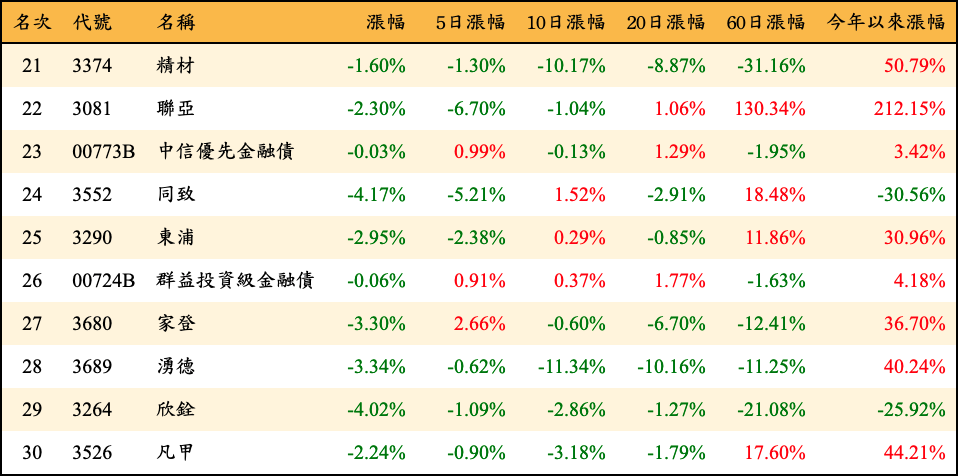 名次 代號 名稱 漲幅 5日漲幅 10日漲幅 20日漲幅 60日漲幅 今年以來漲幅
21 3374 精材 -1.60% -1.30% -10.17% -8.87% -31.16% 50.79%
22 3081 聯亞 -2.30% -6.70% -1.04% 1.06% 130.34% 212.15%
23 00773B 中信優先金融債 -0.03% 0.99% -0.13% 1.29% -1.95% 3.42%
24 3552 同致 -4.17% -5.21% 1.52% -2.91% 18.48% -30.56%
25 3290 東浦 -2.95% -2.38% 0.29% -0.85% 11.86% 30.96%
26 00724B 群益投資級金融債 -0.06% 0.91% 0.37% 1.77% -1.63% 4.18%
27 3680 家登 -3.30% 2.66% -0.60% -6.70% -12.41% 36.70%
28 3689 湧德 -3.34% -0.62% -11.34% -10.16% -11.25% 40.24%
29 3264 欣銓 -4.02% -1.09% -2.86% -1.27% -21.08% -25.92%
30 3526 凡甲 -2.24% -0.90% -3.18% -1.79% 17.60% 44.21%